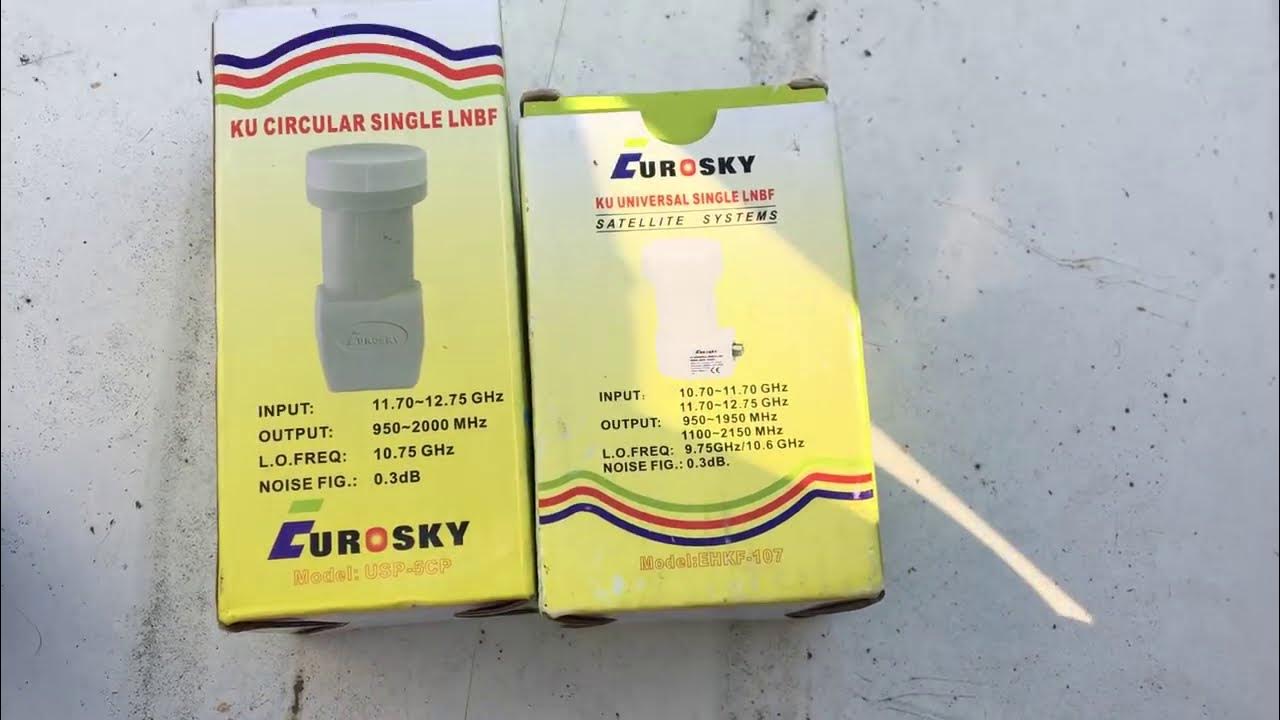 KU CIRCULAR SINGLE LNBF
EUROSKY
INPUT: 11.70~12.75 GHz
OUTPUT: 950~2000 MHz
L.O.FREQ: 10.75 GHz
NOISE FIG.: 0.3dB
EUROSKY
Model: USP-5CP
EUROSKY
KU UNIVERSAL SINGLE LNBF
SATELLITE SYSTEMS
INPUT: 10.70~11.70 GHz
11.70~12.75 GHz
OUTPUT: 950~1950 MHz
1100~2150 MHz
L.O.FREQ: 9.75GHz/10.6 GHz
NOISE FIG.: 0.3dB.
Model:EHKF-107